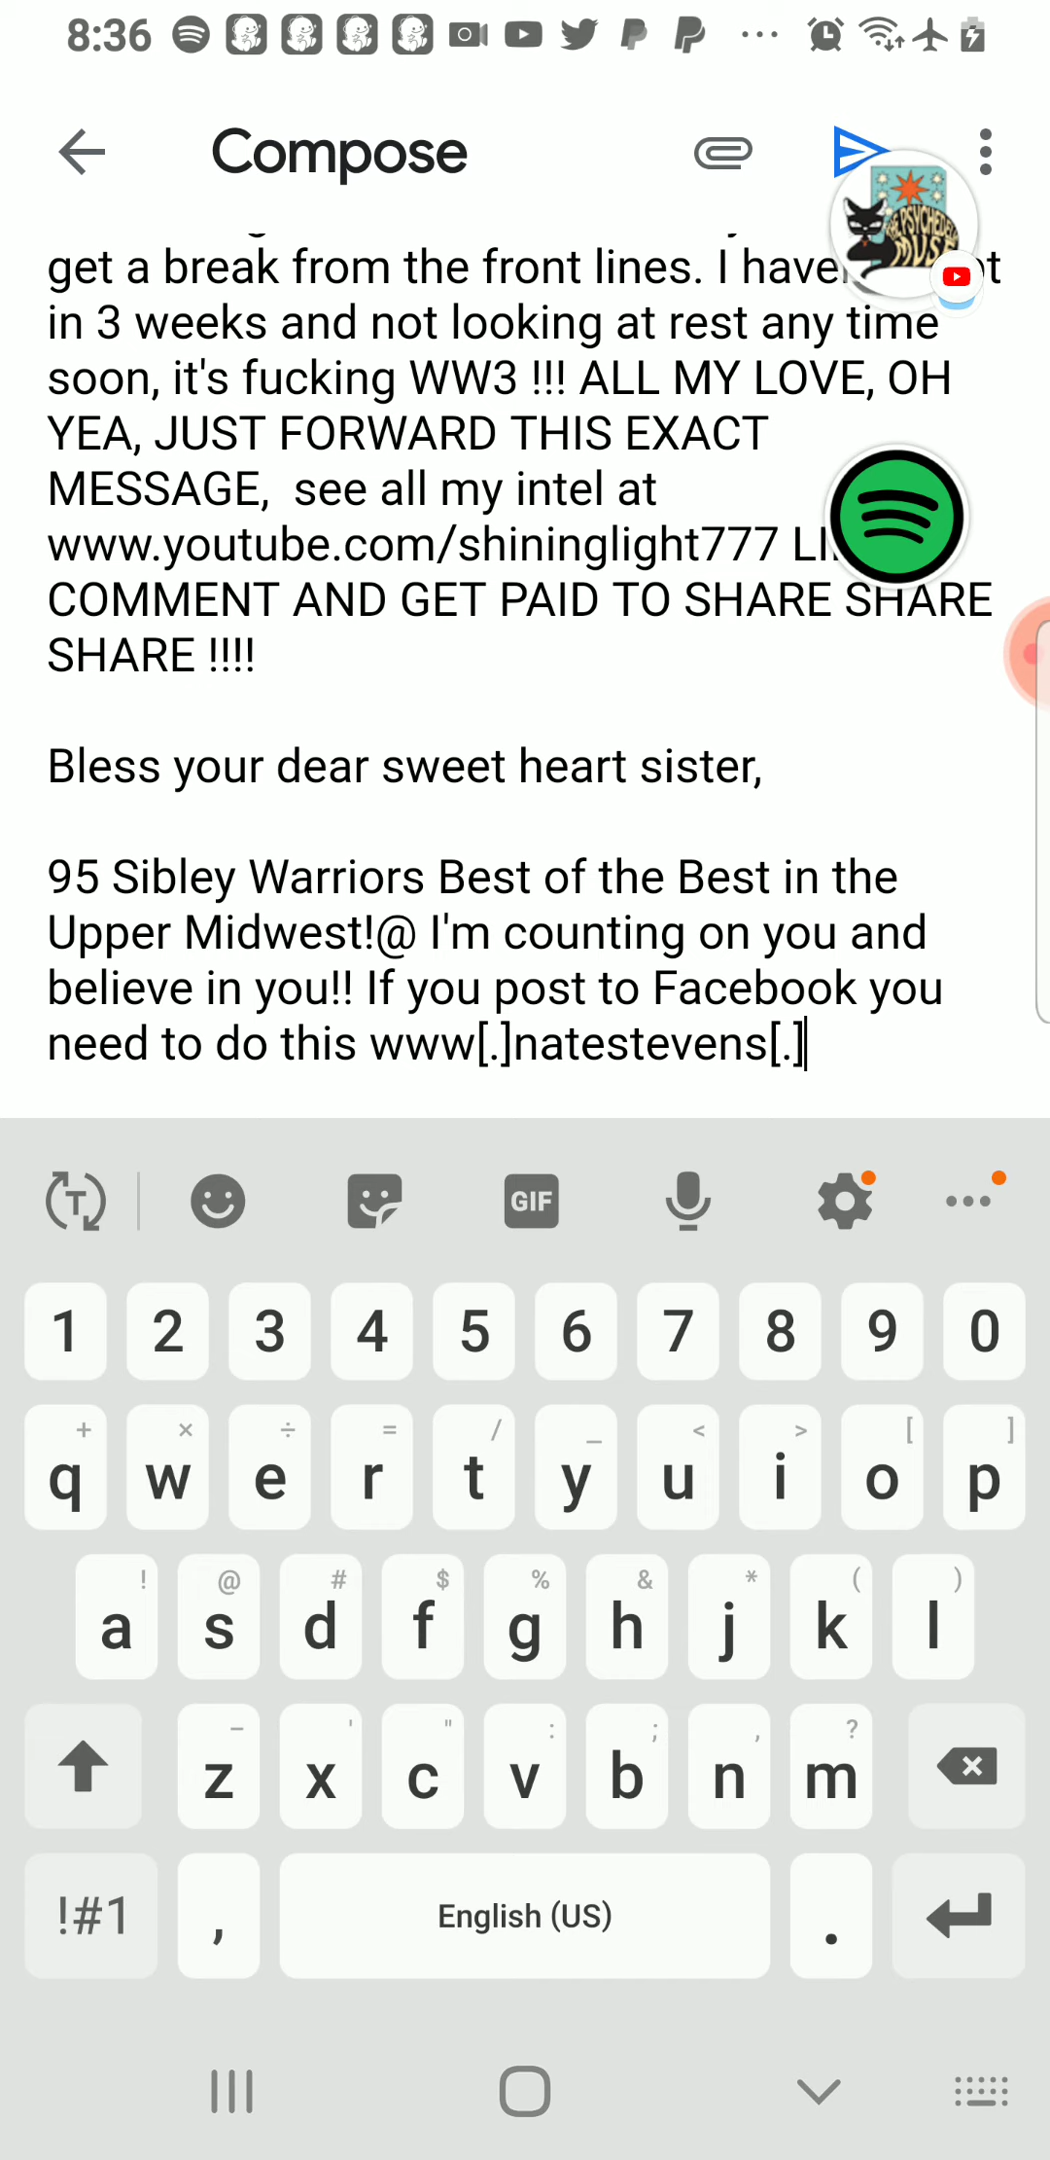 8:36
Compose
get a break from the front lines. I have
in 3 weeks and not looking at rest any time
soon, it's fucking WW3 !!! ALL MY LOVE, OH
YEA, JUST FORWARD THIS EXACT
MESSAGE,  see all my intel at
www.youtube.com/shininglight777
COMMENT AND GET PAID TO SHARE SHARE
SHARE !!!!
Bless your dear sweet heart sister,
95 Sibley Warriors Best of the Best in the
Upper Midwest!@ I'm counting on you and
believe in you!! If you post to Facebook you
need to do this www[.]natestevens[.]
T GIF
1 2 3 4 5 6 7 8 9 0
+ × ÷ = / _ < > [ ]
q w e r t y u i o p
! @ # $ % & * ( )
a s d f g h j k l
- ' " : ; , ?
z x c v b n m
!#1 , English (US) .